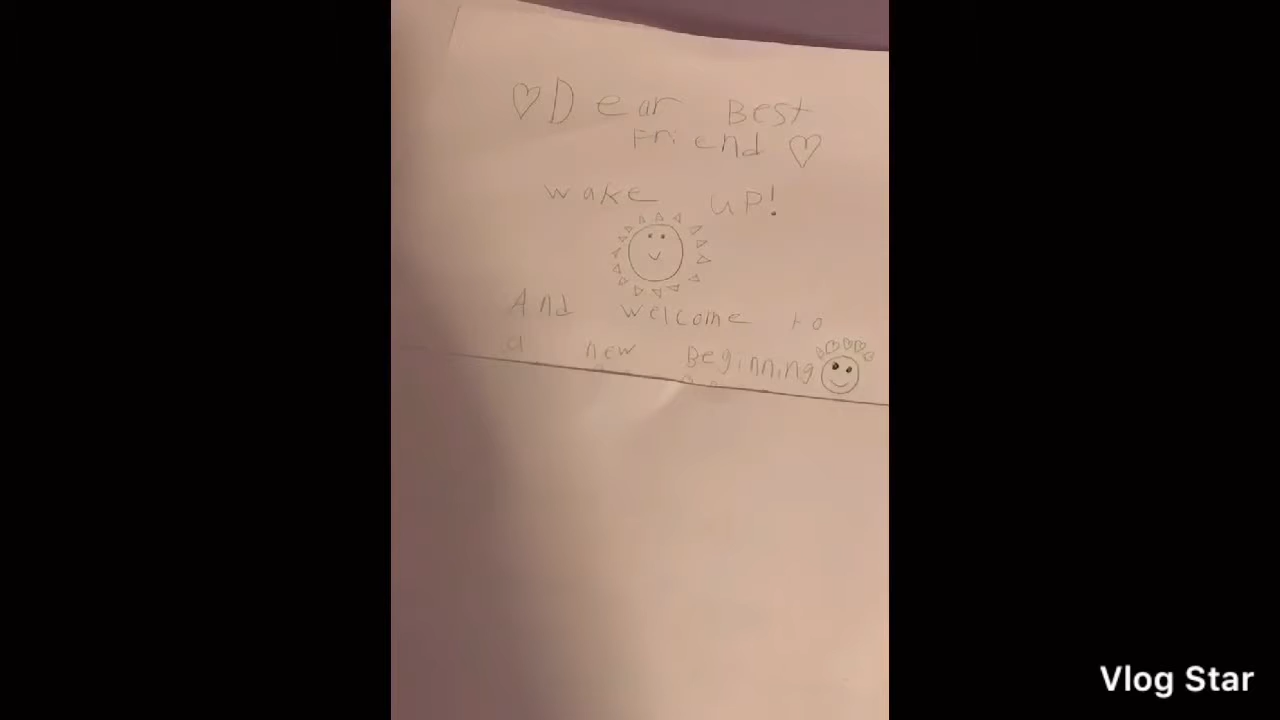 Dear Best
Friend
wake up!
And welcome to
a new Beginning
Vlog Star